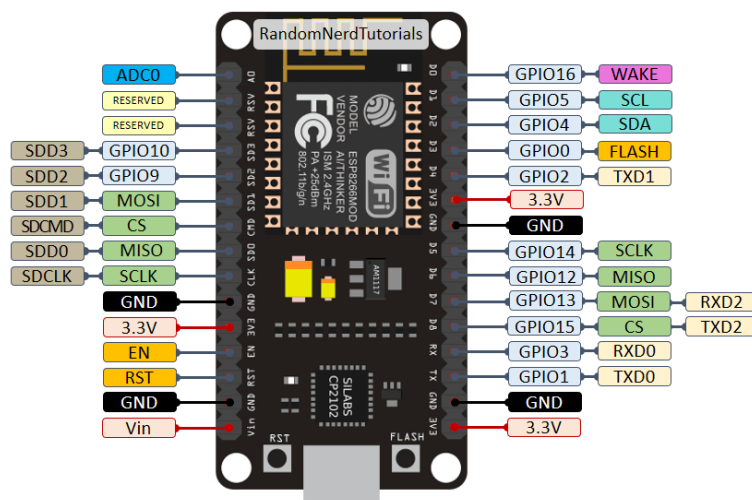 RandomNerdTutorials
ADC0 A0 D0 GPIO16 WAKE
RESERVED RSV D1 GPIO5 SCL
RESERVED RSV D2 GPIO4 SDA
SDD3 GPIO10 SD3 D3 GPIO0 FLASH
SDD2 GPIO9 SD2 D4 GPIO2 TXD1
SDD1 MOSI SD1 3V3 3.3V
SDCMD CS CMD GND GND
SDD0 MISO SD0 D5 GPIO14 SCLK
SDCLK SCLK CLK D6 GPIO12 MISO
GND GND D7 GPIO13 MOSI RXD2
3.3V 3V3 D8 GPIO15 CS TXD2
EN EN RX GPIO3 RXD0
RST RST TX GPIO1 TXD0
GND GND GND GND
Vin Vin 3V3 3.3V
MODEL ESP8266MOD
VENDOR AI/THINKER
ISM 2.4GHz
PA +25dBm
802.11b/g/n
FC
Wi Fi
AM1117
SILABS
CP2102
RST
FLASH